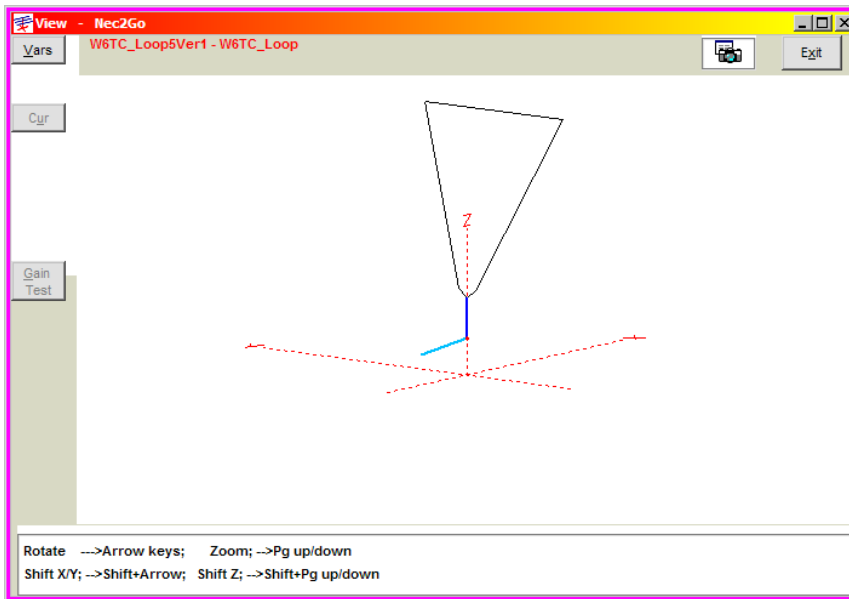 View - Nec2Go
Vars
W6TC_Loop5Ver1 - W6TC_Loop
Exit
Cur
Z
Gain
Test
Rotate --->Arrow keys; Zoom; -->Pg up/down
Shift X/Y; -->Shift+Arrow; Shift Z; -->Shift+Pg up/down